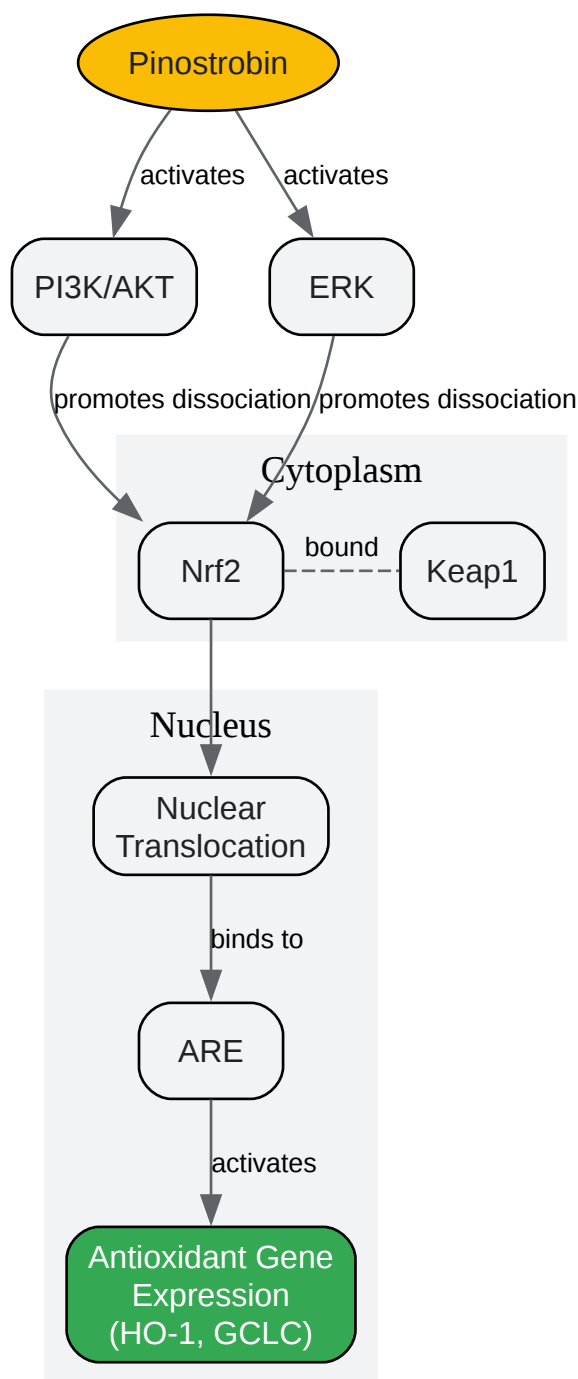 Pinostrobin
activates
activates
PI3K/AKT
ERK
promotes dissociation
promotes dissociation
Cytoplasm
Nrf2
bound
Keap1
Nucleus
Nuclear
Translocation
binds to
ARE
activates
Antioxidant Gene
Expression
(HO-1, GCLC)